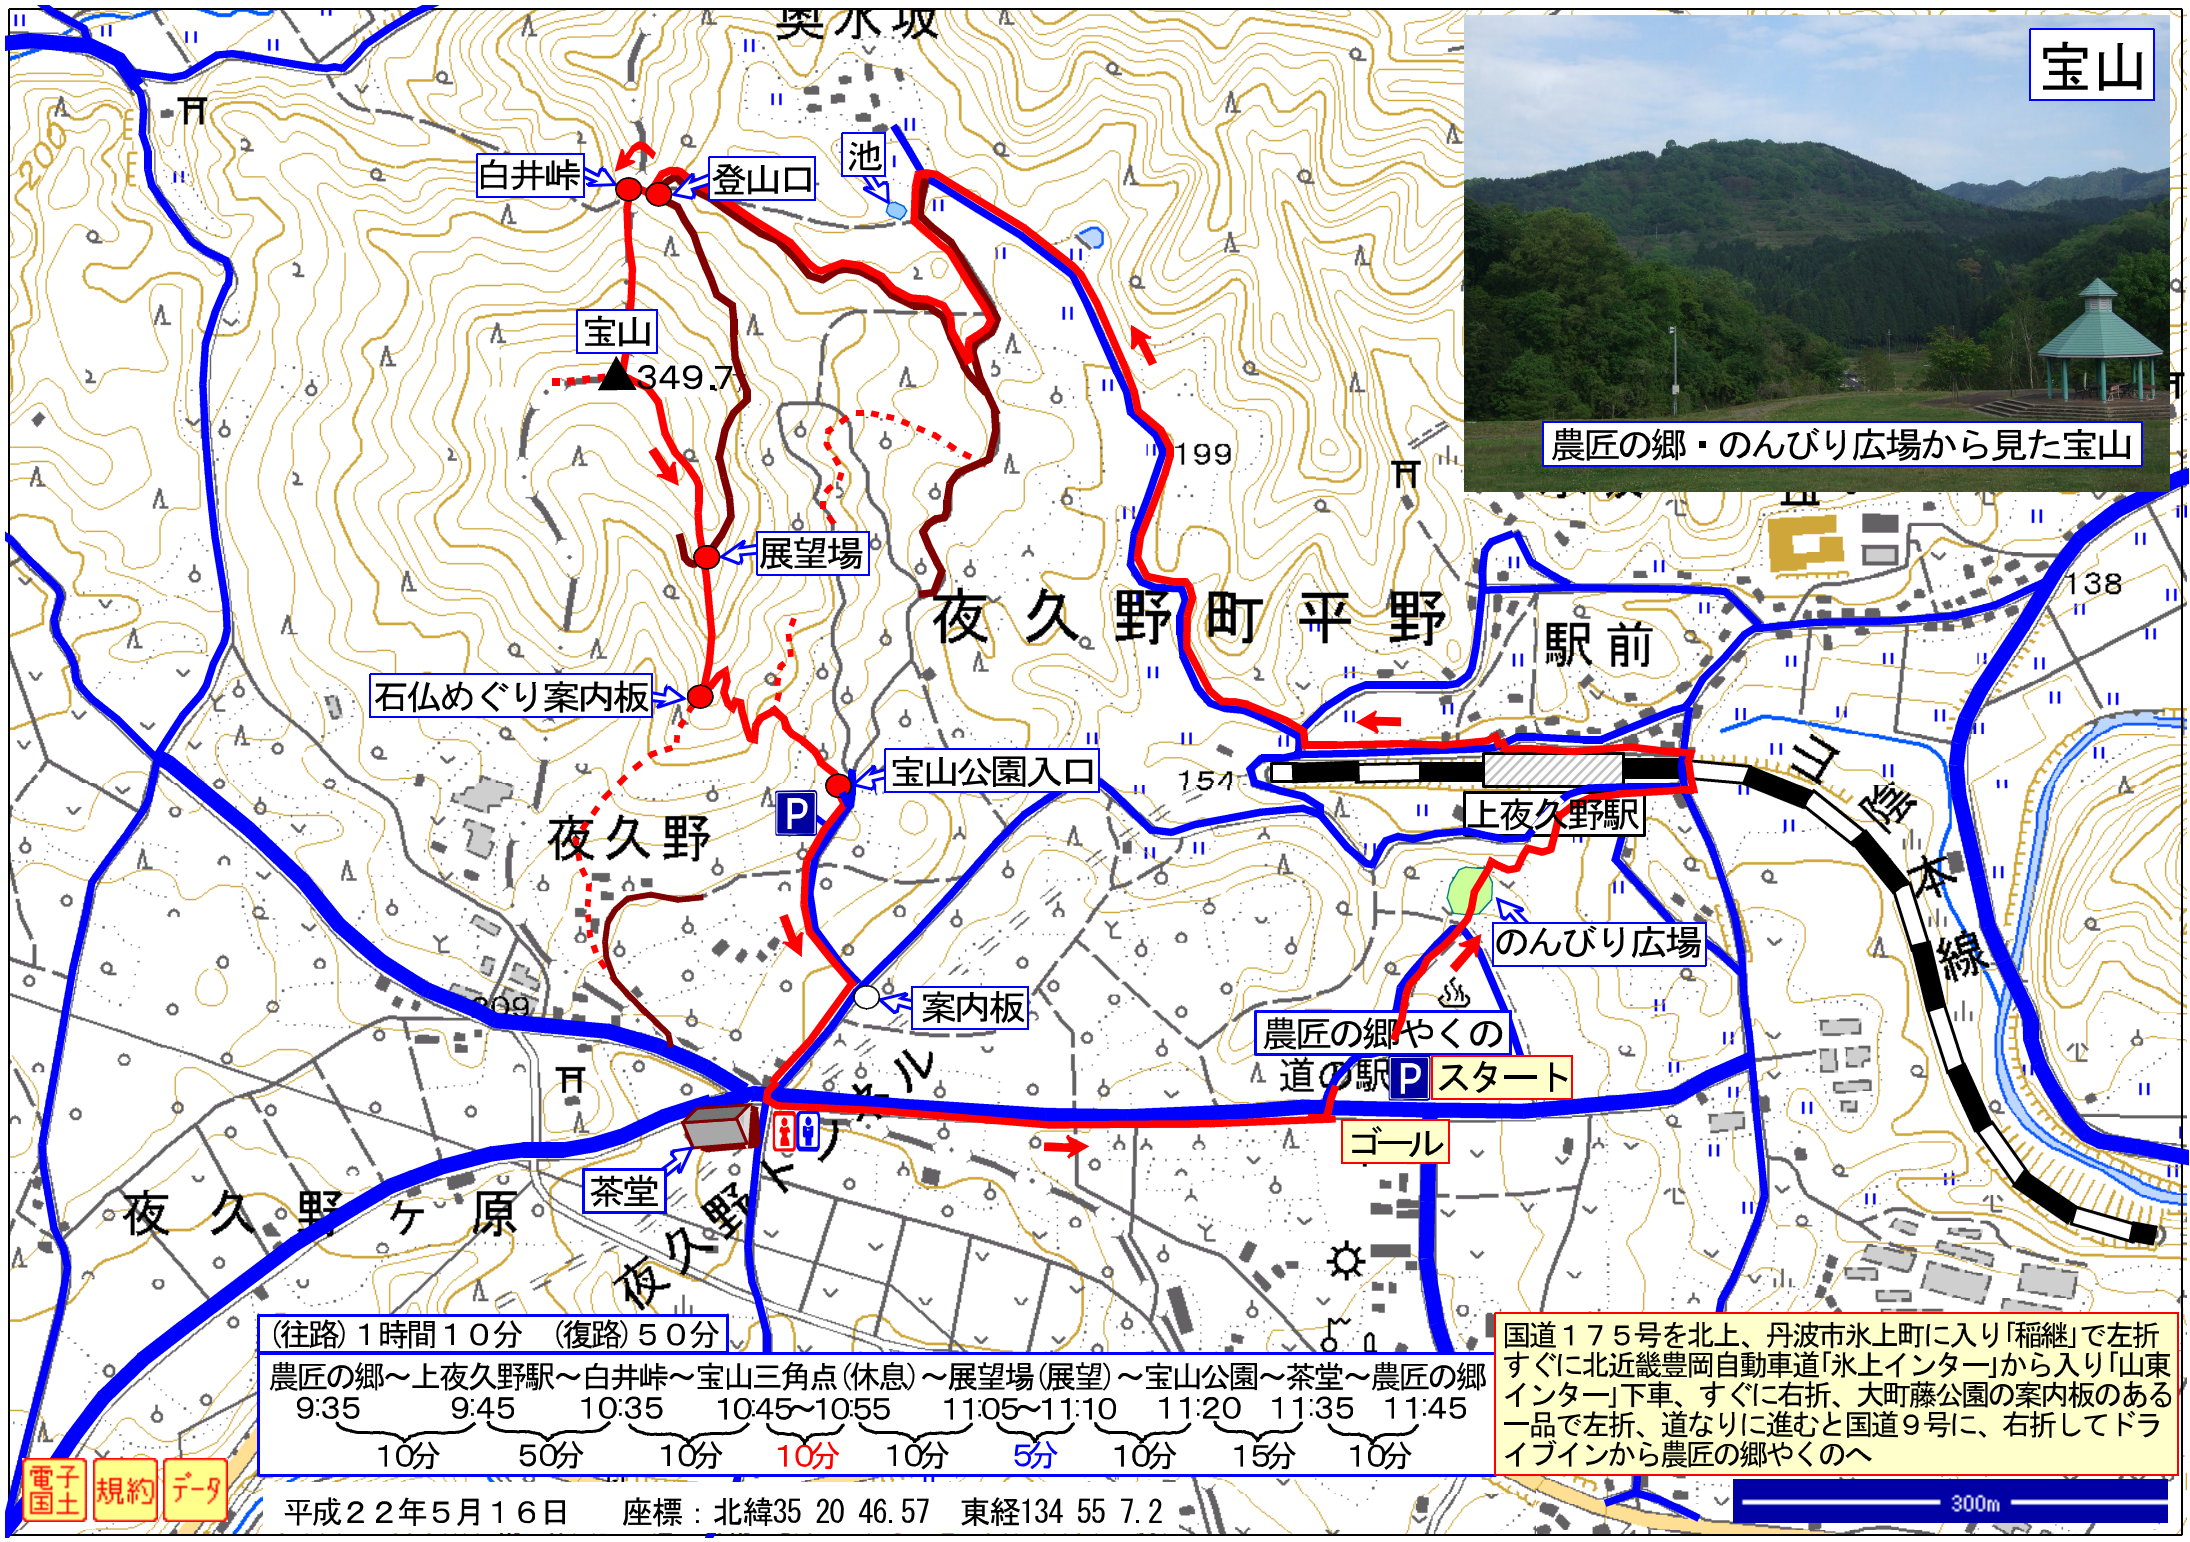 宝山
農匠の郷・のんびり広場から見た宝山
奥水坂
200
白井峠
登山口
池
宝山
349.7
199
展望場
夜久野町平野
駅前
138
石仏めぐり案内板
宝山公園入口
P
154
上夜久野駅
山陰本線
夜久野
のんびり広場
案内板
309
農匠の郷やくの
道の駅
P
スタート
ゴール
茶堂
夜久野トンネル
夜久野ヶ原
(往路)1時間10分 (復路)50分
農匠の郷～上夜久野駅～白井峠～宝山三角点(休息)～展望場(展望)～宝山公園～茶堂～農匠の郷
9:35 9:45 10:35 10:45～10:55 11:05～11:10 11:20 11:35 11:45
10分 50分 10分 10分 10分 5分 10分 15分 10分
国道175号を北上、丹波市氷上町に入り「稲継」で左折
すぐに北近畿豊岡自動車道「氷上インター」から入り「山東
インター」下車、すぐに右折、大町藤公園の案内板のある
一品で左折、道なりに進むと国道9号に、右折してドラ
イブインから農匠の郷やくのへ
電子
国土
規約
データ
平成22年5月16日 座標：北緯35 20 46.57 東経134 55 7.2
300m